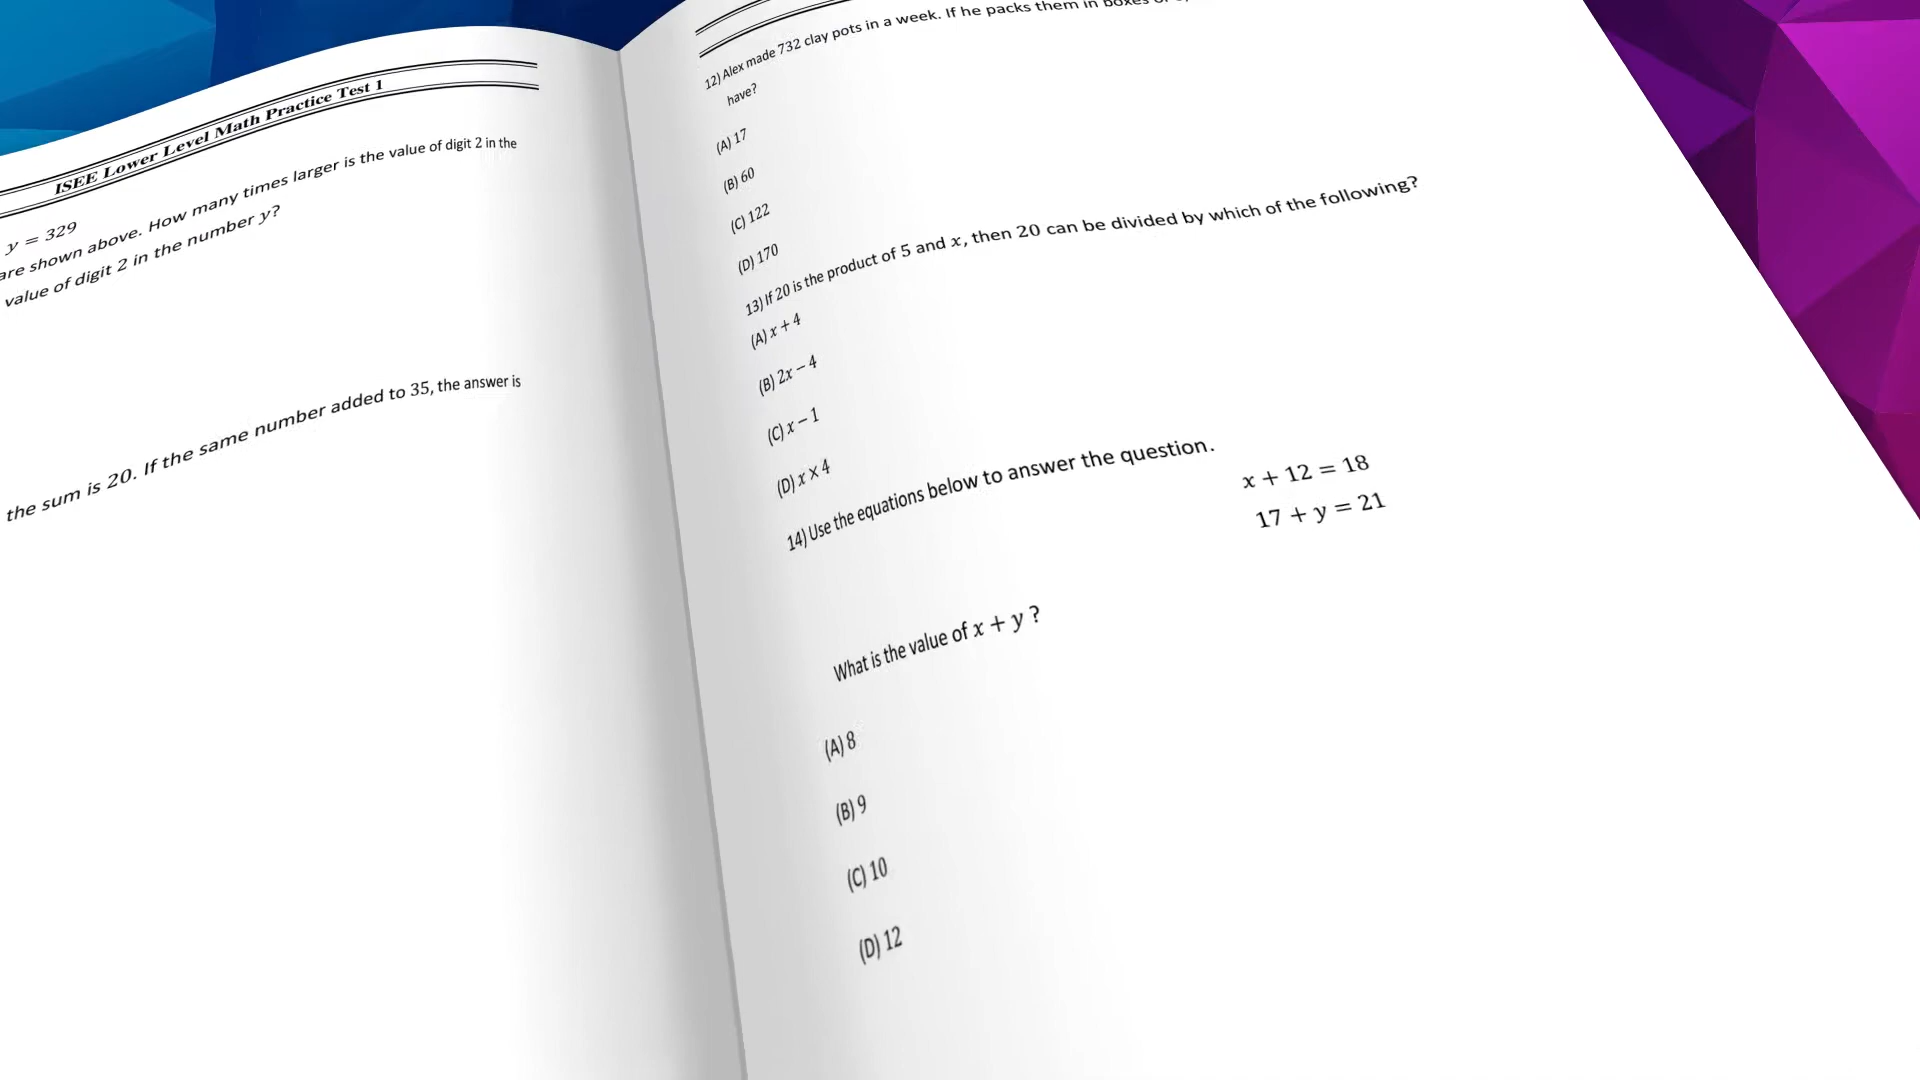 ISEE Lower Level Math Practice Test 1
y = 329
are shown above. How many times larger is the value of digit 2 in the
value of digit 2 in the number y?
the sum is 20. If the same number added to 35, the answer is
12) Alex made 732 clay pots in a week. If he packs them in boxes
have?
(A) 17
(B) 60
(C) 122
(D) 170
13) If 20 is the product of 5 and x, then 20 can be divided by which of the following?
(A) x + 4
(B) 2x − 4
(C) x − 1
(D) x × 4
14) Use the equations below to answer the question.
x + 12 = 18
17 + y = 21
What is the value of x + y ?
(A) 8
(B) 9
(C) 10
(D) 12